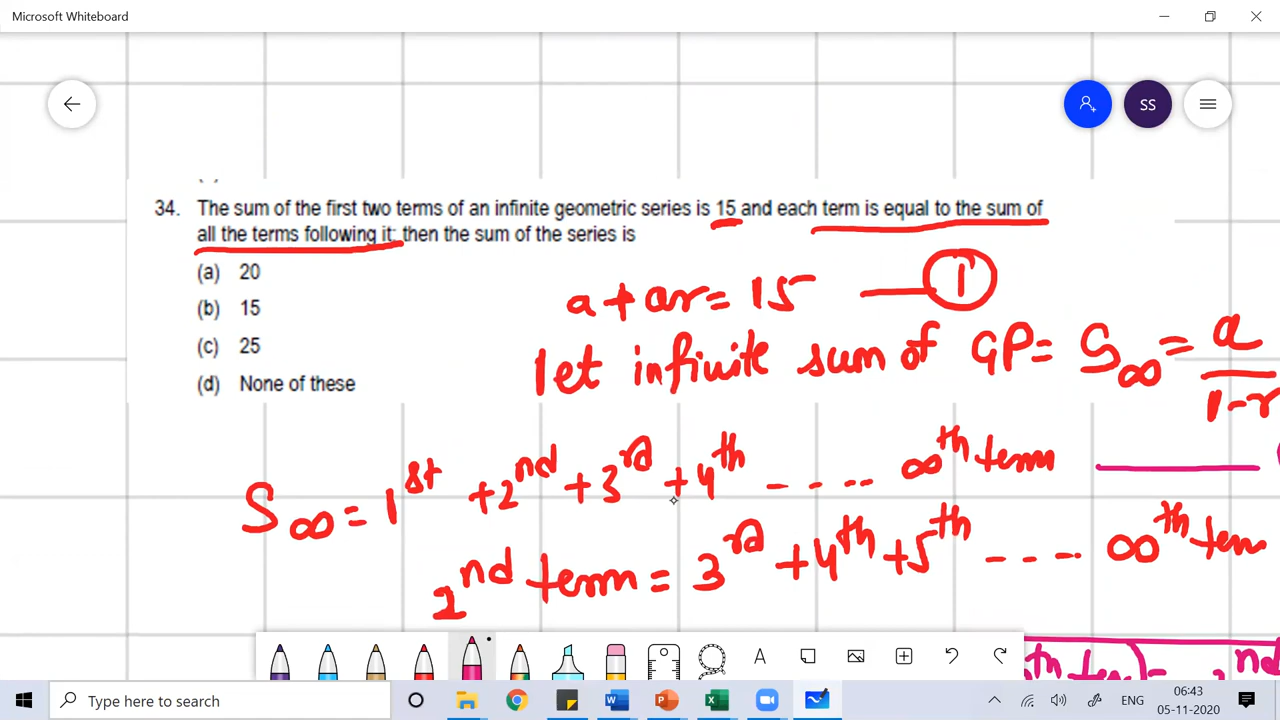 Microsoft Whiteboard
SS
34. The sum of the first two terms of an infinite geometric series is 15 and each term is equal to the sum of
all the terms following it; then the sum of the series is
(a) 20
(b) 15
(c) 25
(d) None of these
a + ar = 15 —— 1
let infinite sum of GP = S∞ = a/1-r
S∞ = 1st + 2nd + 3rd + 4th - - - - ∞th term
2nd term = 3rd + 4th + 5th - - - - ∞th term
th term) = nd
A
Type here to search
ENG
06:43
05-11-2020